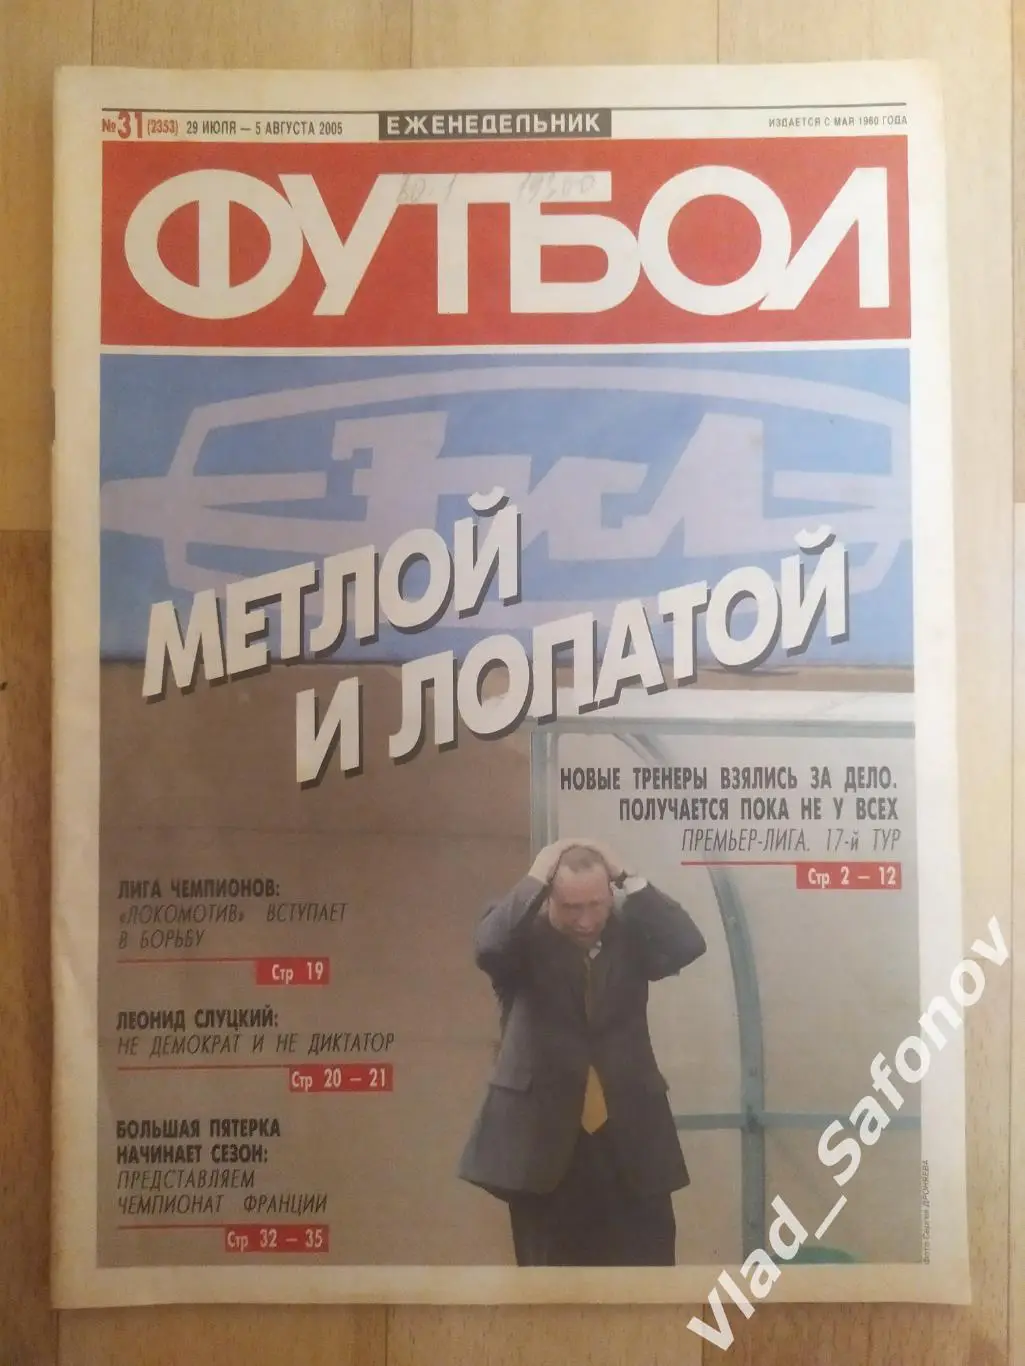 №31 (2353) 29 ИЮЛЯ – 5 АВГУСТА 2005 ЕЖЕНЕДЕЛЬНИК ИЗДАЕТСЯ С МАЯ 1960 ГОДА
ФУТБОЛ
ЗИЛ
МЕТЛОЙ
И ЛОПАТОЙ
НОВЫЕ ТРЕНЕРЫ ВЗЯЛИСЬ ЗА ДЕЛО.
ПОЛУЧАЕТСЯ ПОКА НЕ У ВСЕХ
ПРЕМЬЕР-ЛИГА. 17-й ТУР
Стр 2 – 12
ЛИГА ЧЕМПИОНОВ:
«ЛОКОМОТИВ» ВСТУПАЕТ
В БОРЬБУ
Стр 19
ЛЕОНИД СЛУЦКИЙ:
НЕ ДЕМОКРАТ И НЕ ДИКТАТОР
Стр 20 – 21
БОЛЬШАЯ ПЯТЕРКА
НАЧИНАЕТ СЕЗОН:
ПРЕДСТАВЛЯЕМ
ЧЕМПИОНАТ ФРАНЦИИ
Стр 32 – 35
Фото Сергея ДРОНЯЕВА
Vlad_Safonov